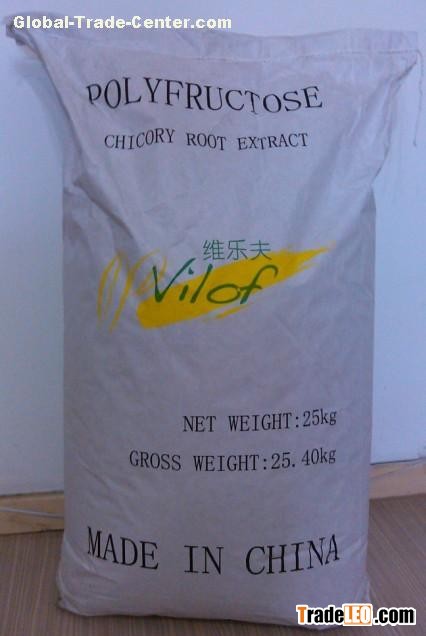 Global-Trade-Center.com
POLYFRUCTOSE
CHICORY ROOT EXTRACT
维乐夫
Vilof
NET WEIGHT:25kg
GROSS WEIGHT:25.40kg
MADE IN CHINA
TradeLEO.com